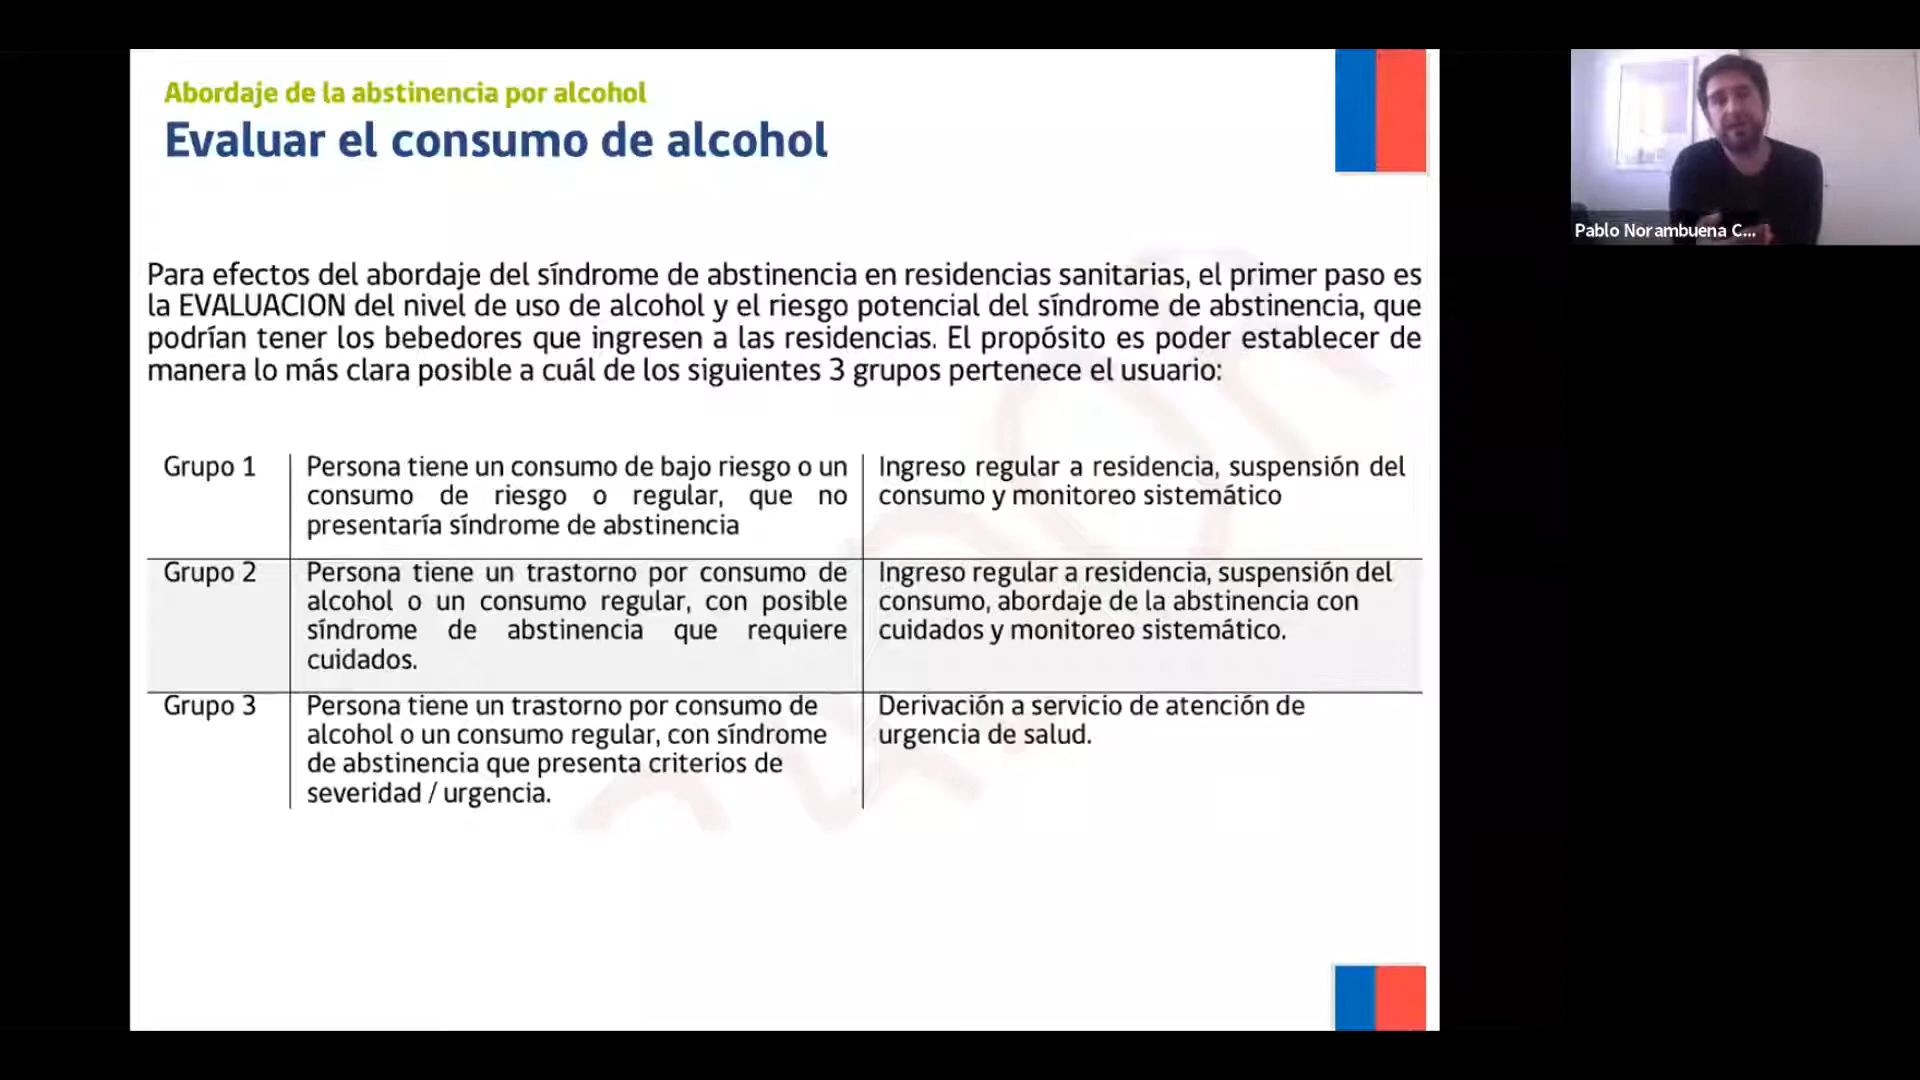 Abordaje de la abstinencia por alcohol
Evaluar el consumo de alcohol
Pablo Norambuena C...
Para efectos del abordaje del síndrome de abstinencia en residencias sanitarias, el primer paso es
la EVALUACION del nivel de uso de alcohol y el riesgo potencial del síndrome de abstinencia, que
podrían tener los bebedores que ingresen a las residencias. El propósito es poder establecer de
manera lo más clara posible a cuál de los siguientes 3 grupos pertenece el usuario:
Grupo 1
Persona tiene un consumo de bajo riesgo o un
consumo de riesgo o regular, que no
presentaría síndrome de abstinencia
Ingreso regular a residencia, suspensión del
consumo y monitoreo sistemático
Grupo 2
Persona tiene un trastorno por consumo de
alcohol o un consumo regular, con posible
síndrome de abstinencia que requiere
cuidados.
Ingreso regular a residencia, suspensión del
consumo, abordaje de la abstinencia con
cuidados y monitoreo sistemático.
Grupo 3
Persona tiene un trastorno por consumo de
alcohol o un consumo regular, con síndrome
de abstinencia que presenta criterios de
severidad / urgencia.
Derivación a servicio de atención de
urgencia de salud.